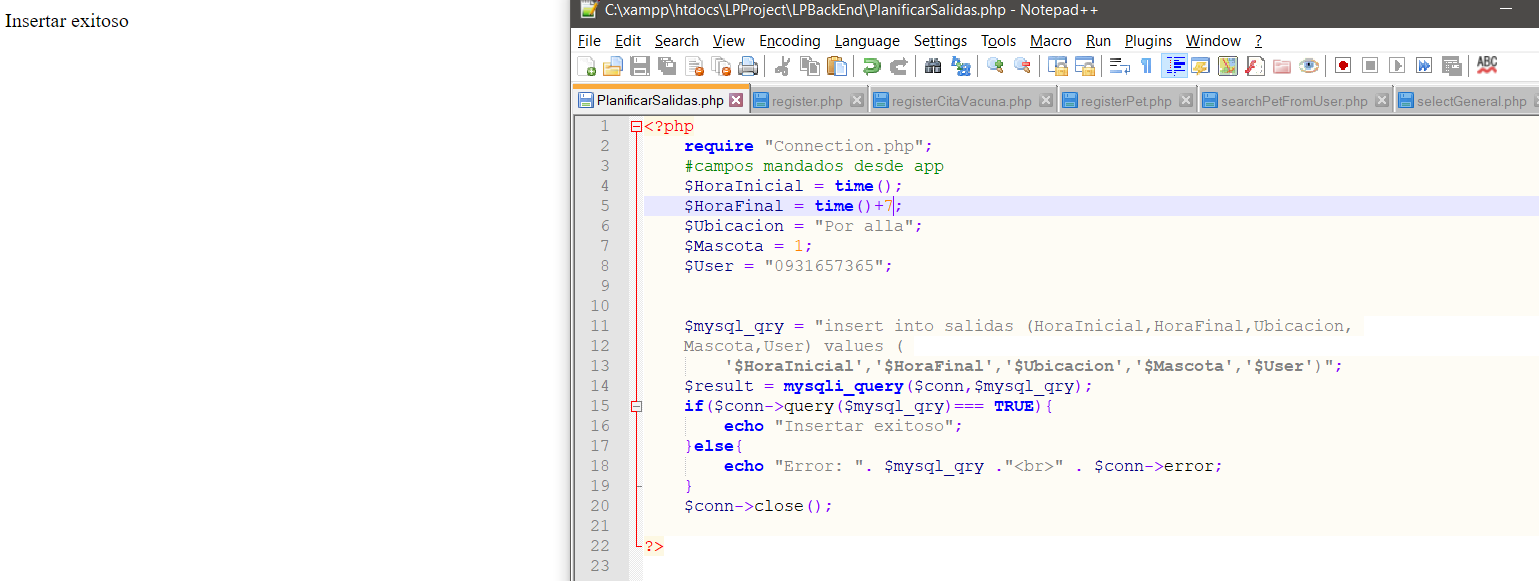 Insertar exitoso
C:\xampp\htdocs\LPProject\LPBackEnd\PlanificarSalidas.php - Notepad++
File Edit Search View Encoding Language Settings Tools Macro Run Plugins Window ?
ABC
PlanificarSalidas.php register.php registerCitaVacuna.php registerPet.php searchPetFromUser.php selectGeneral.php
1 <?php
2 require "Connection.php";
3 #campos mandados desde app
4 $HoraInicial = time();
5 $HoraFinal = time()+7;
6 $Ubicacion = "Por alla";
7 $Mascota = 1;
8 $User = "0931657365";
9
10
11 $mysql_qry = "insert into salidas (HoraInicial,HoraFinal,Ubicacion,
12 Mascota,User) values (
13 '$HoraInicial','$HoraFinal','$Ubicacion','$Mascota','$User')";
14 $result = mysqli_query($conn,$mysql_qry);
15 if($conn->query($mysql_qry)=== TRUE){
16 echo "Insertar exitoso";
17 }else{
18 echo "Error: ". $mysql_qry ."<br>" . $conn->error;
19 }
20 $conn->close();
21
22 ?>
23